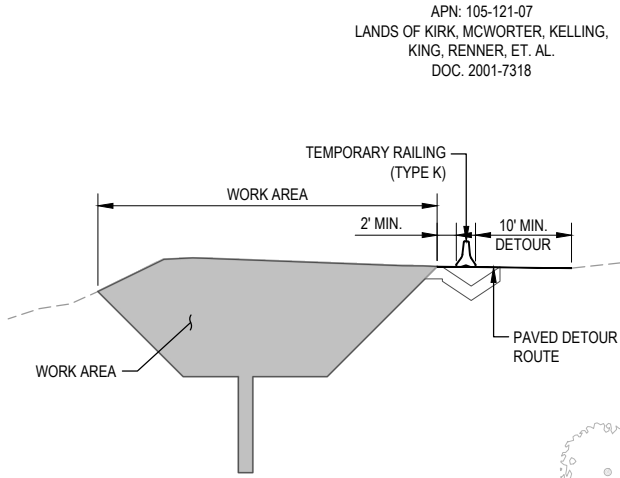 APN: 105-121-07
LANDS OF KIRK, MCWORTER, KELLING,
KING, RENNER, ET. AL.
DOC. 2001-7318
TEMPORARY RAILING
(TYPE K)
WORK AREA
2' MIN.
10' MIN.
DETOUR
PAVED DETOUR
ROUTE
WORK AREA